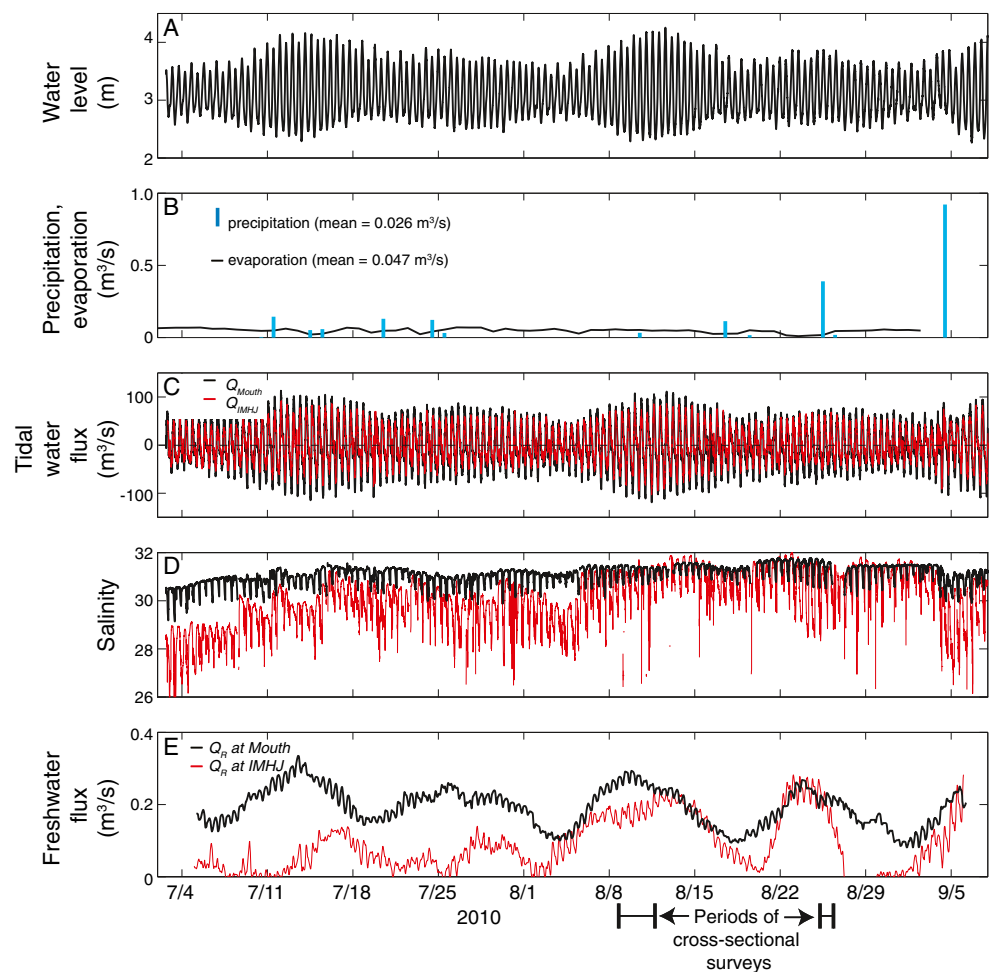 A
Water
level
(m)
4
3
2
B
Precipitation,
evaporation
(m³/s)
1.0
0.5
0
precipitation (mean = 0.026 m³/s)
evaporation (mean = 0.047 m³/s)
C
Tidal
water
flux
(m³/s)
100
0
-100
Q_Mouth
Q_IMHJ
D
Salinity
32
30
28
26
E
Freshwater
flux
(m³/s)
0.4
0.2
0
Q_R at Mouth
Q_R at IMHJ
7/4 7/11 7/18 7/25 8/1 8/8 8/15 8/22 8/29 9/5
2010
Periods of
cross-sectional
surveys